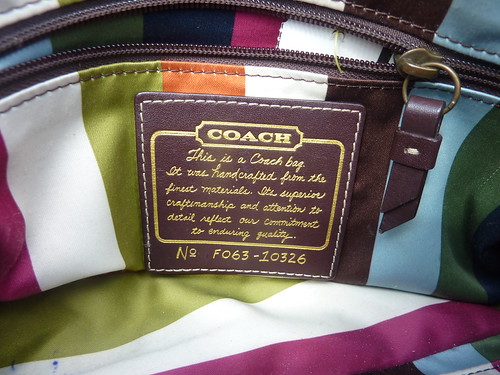 COACH
This is a Coach bag.
It was handcrafted from the
finest materials. Its superior
craftsmanship and attention to
detail reflect our commitment
to enduring quality.
No F063-10326